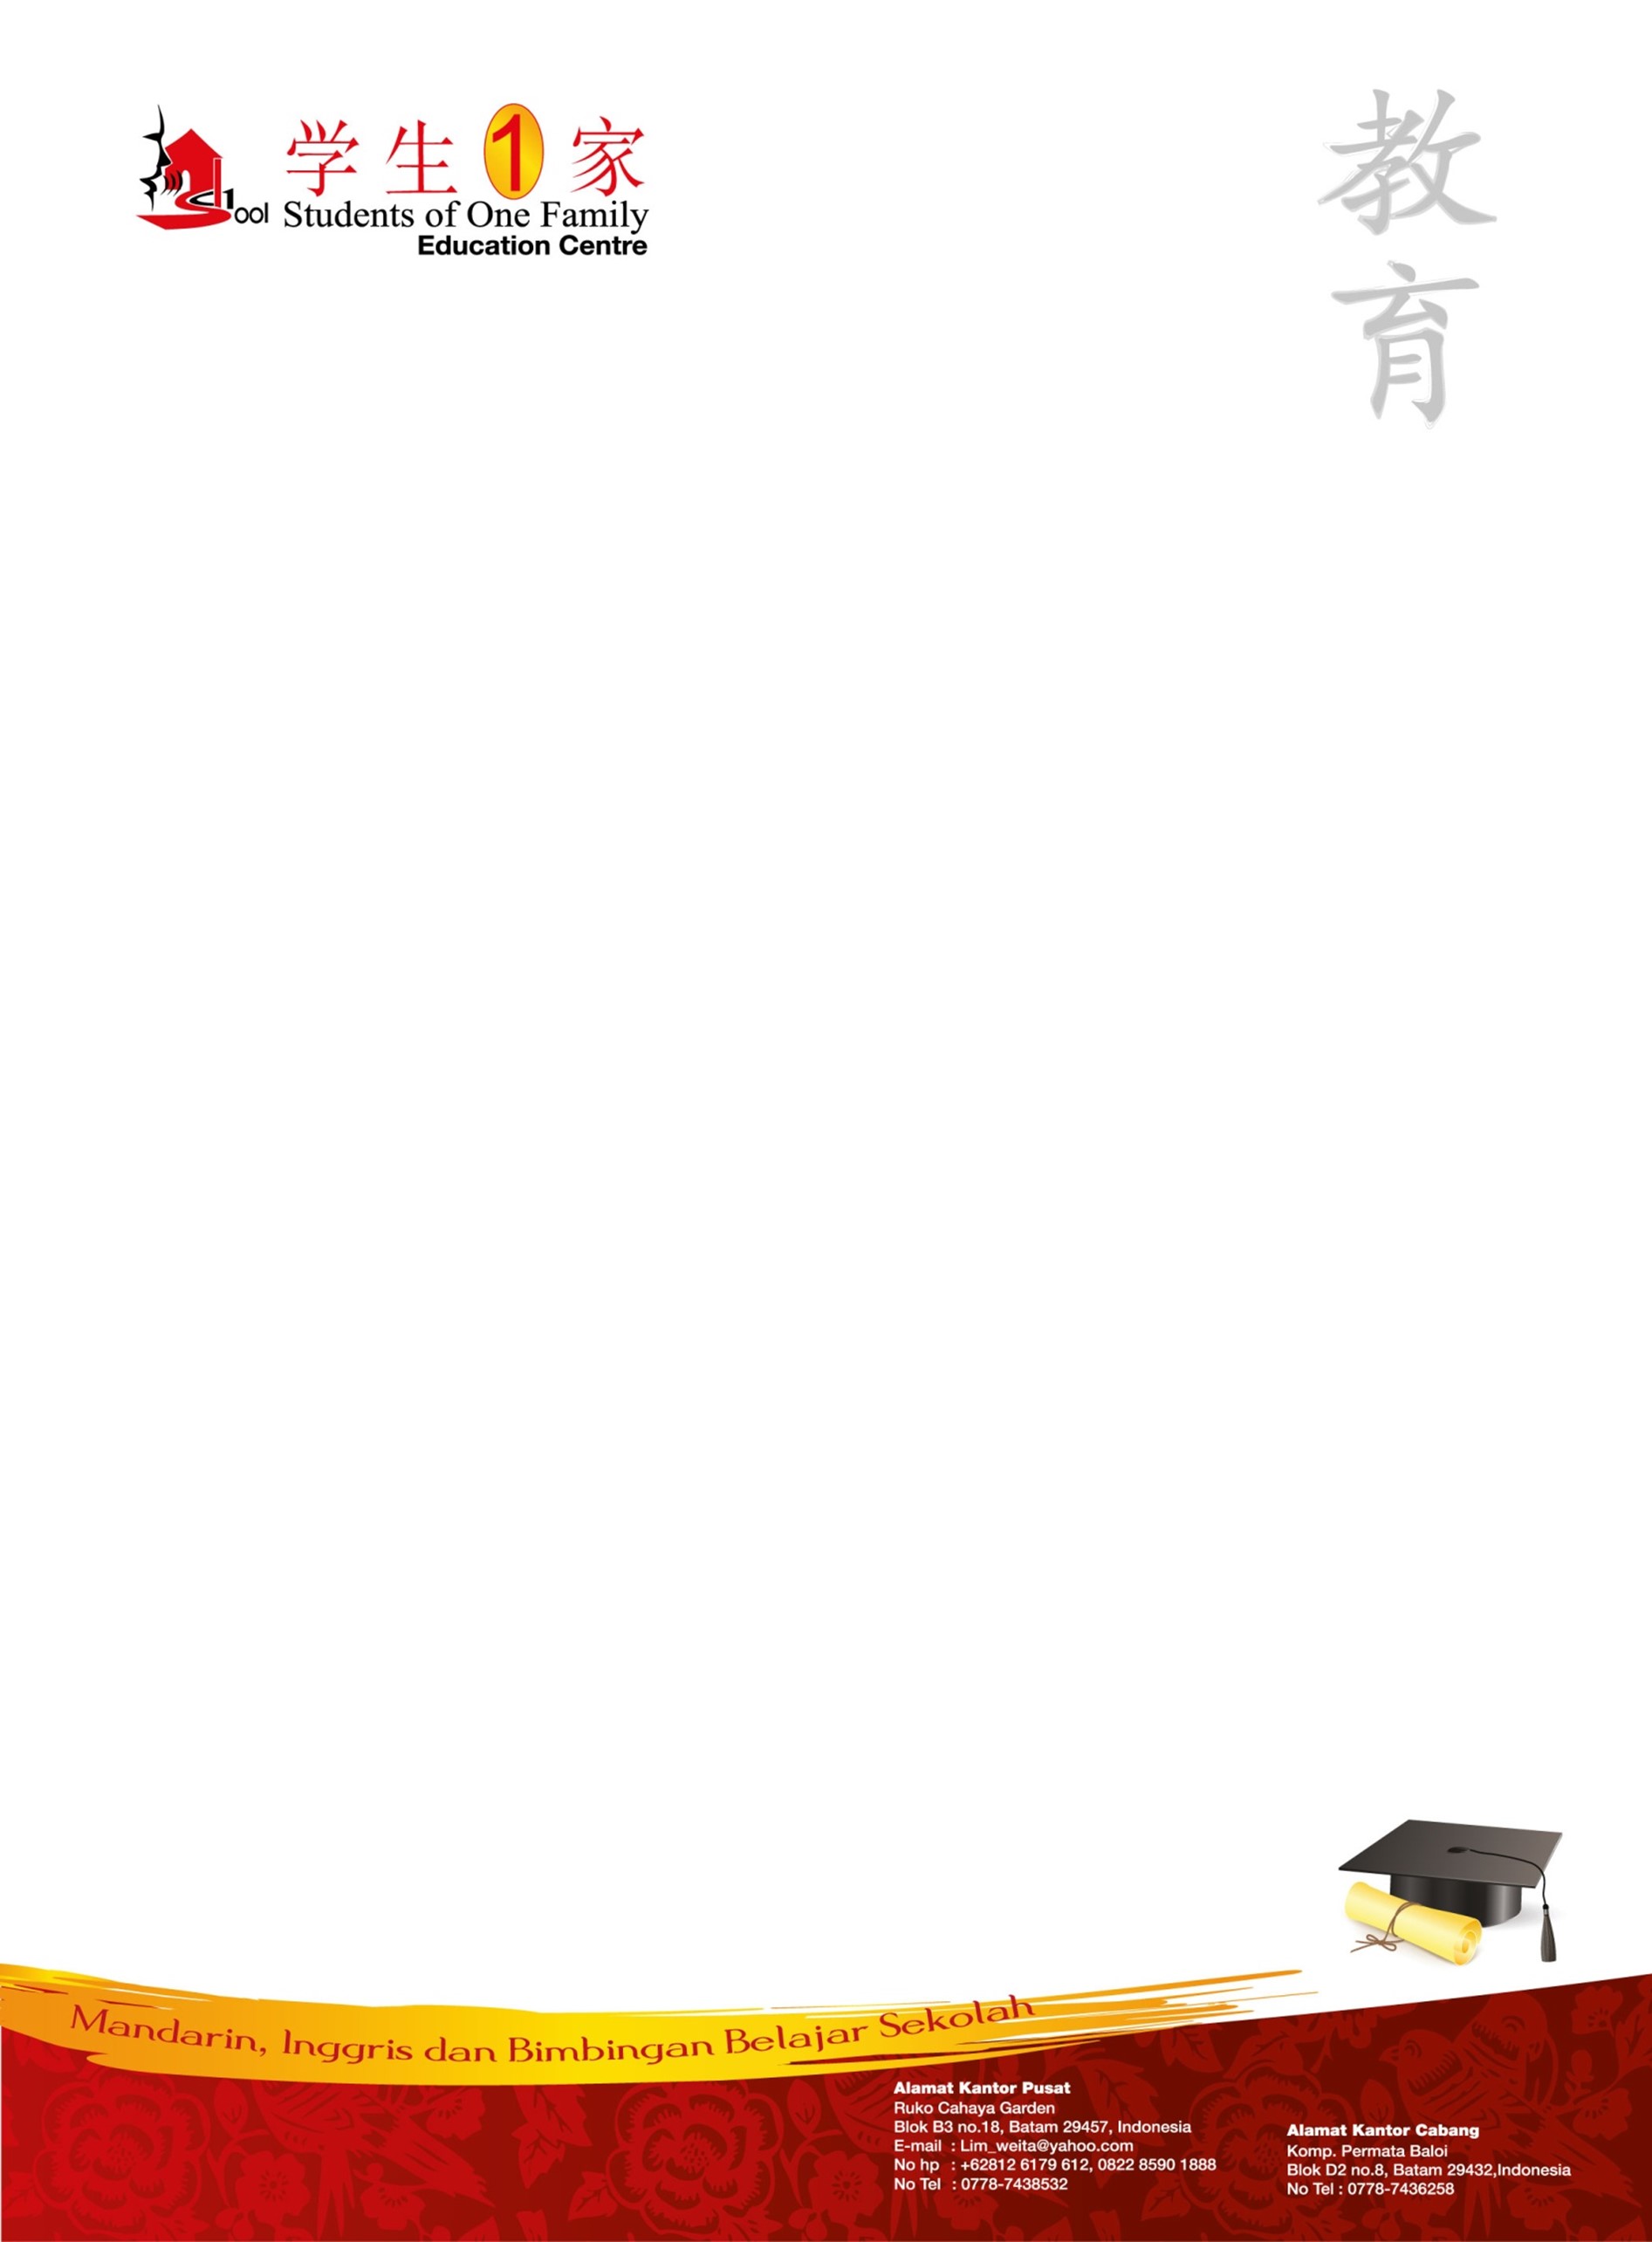 学生1家
School
Students of One Family
Education Centre
教
育
Mandarin, Inggris dan Bimbingan Belajar Sekolah
Alamat Kantor Pusat
Ruko Cahaya Garden
Blok B3 no.18, Batam 29457, Indonesia
E-mail : Lim_weita@yahoo.com
No hp : +62812 6179 612, 0822 8590 1888
No Tel : 0778-7438532
Alamat Kantor Cabang
Komp. Permata Baloi
Blok D2 no.8, Batam 29432,Indonesia
No Tel : 0778-7436258